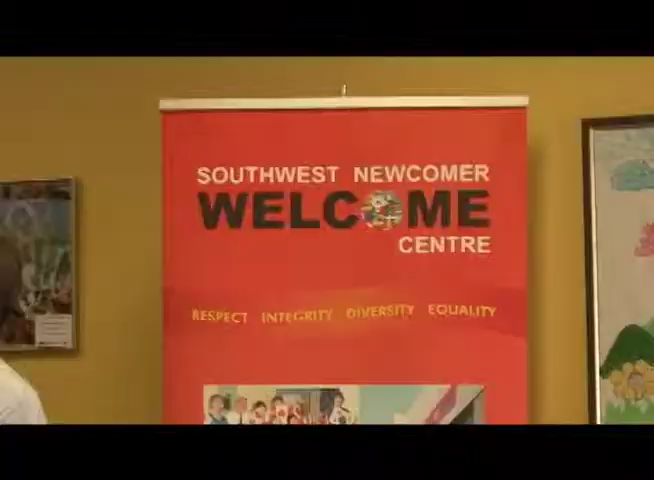 SOUTHWEST NEWCOMER
WELCOME
CENTRE
RESPECT INTEGRITY DIVERSITY EQUALITY